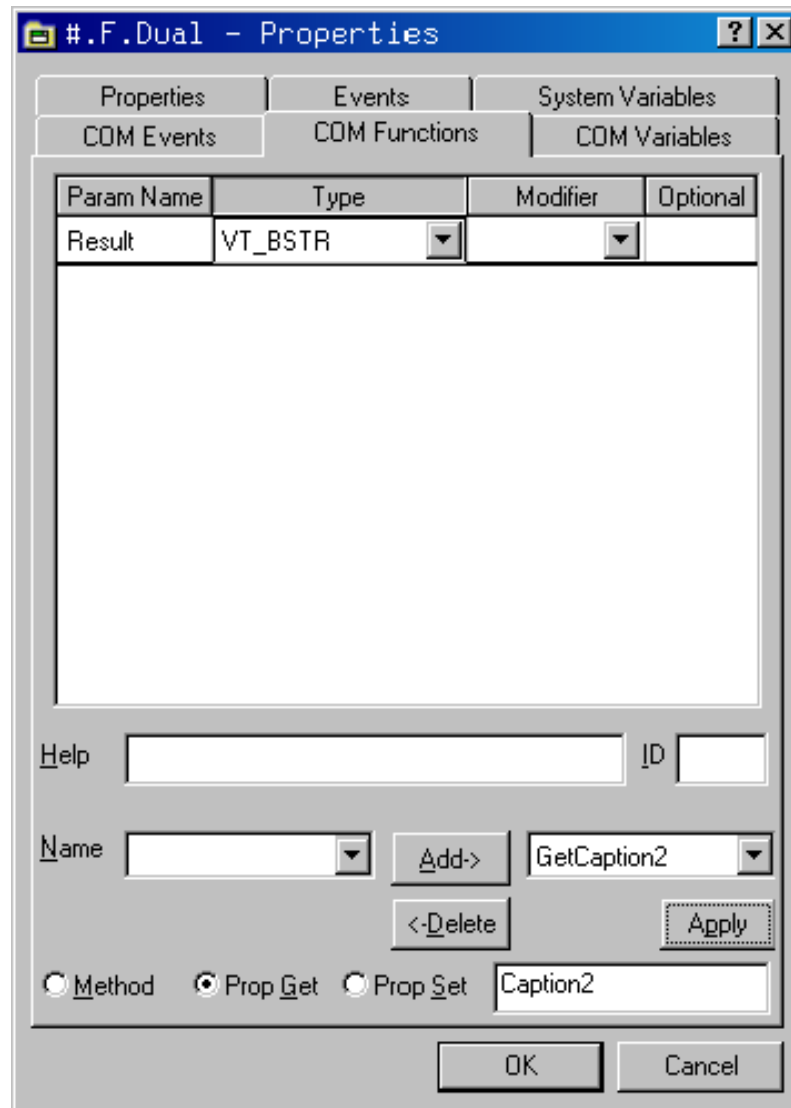 #.F.Dual - Properties
Properties Events System Variables
COM Events COM Functions COM Variables
Param Name Type Modifier Optional
Result VT_BSTR
Help ID
Name Add-> GetCaption2
<-Delete Apply
Method Prop Get Prop Set Caption2
OK Cancel